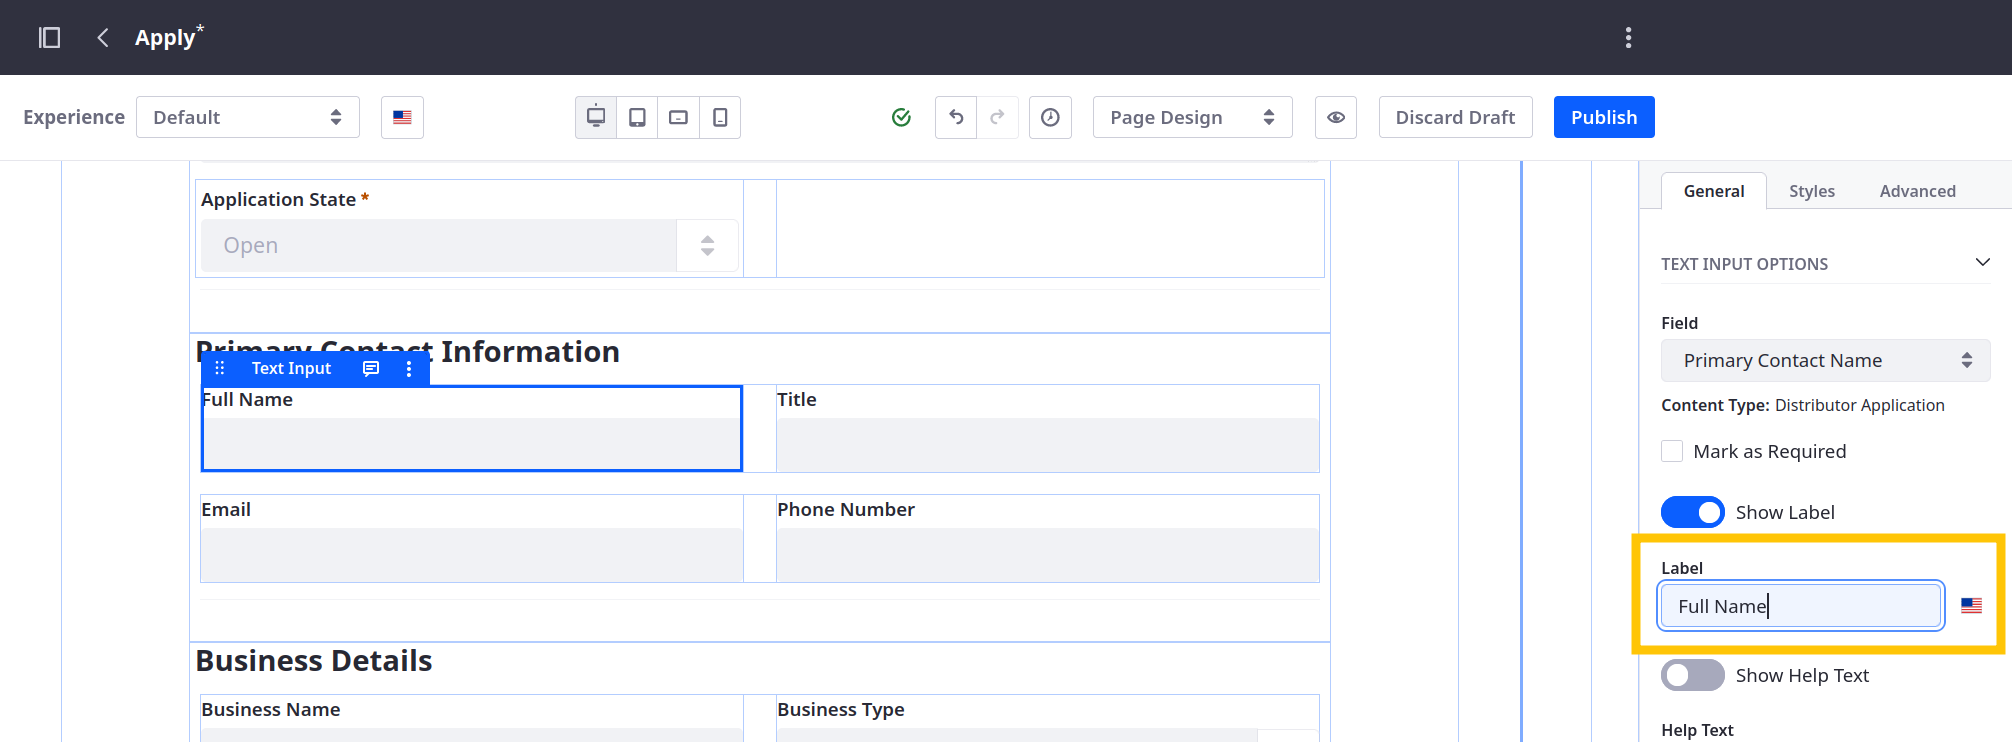 Apply*
Experience
Default
Page Design
Discard Draft
Publish
Application State *
Open
Primary Contact Information
Text Input
Full Name
Title
Email
Phone Number
Business Details
Business Name
Business Type
General
Styles
Advanced
TEXT INPUT OPTIONS
Field
Primary Contact Name
Content Type: Distributor Application
Mark as Required
Show Label
Label
Full Name
Show Help Text
Help Text